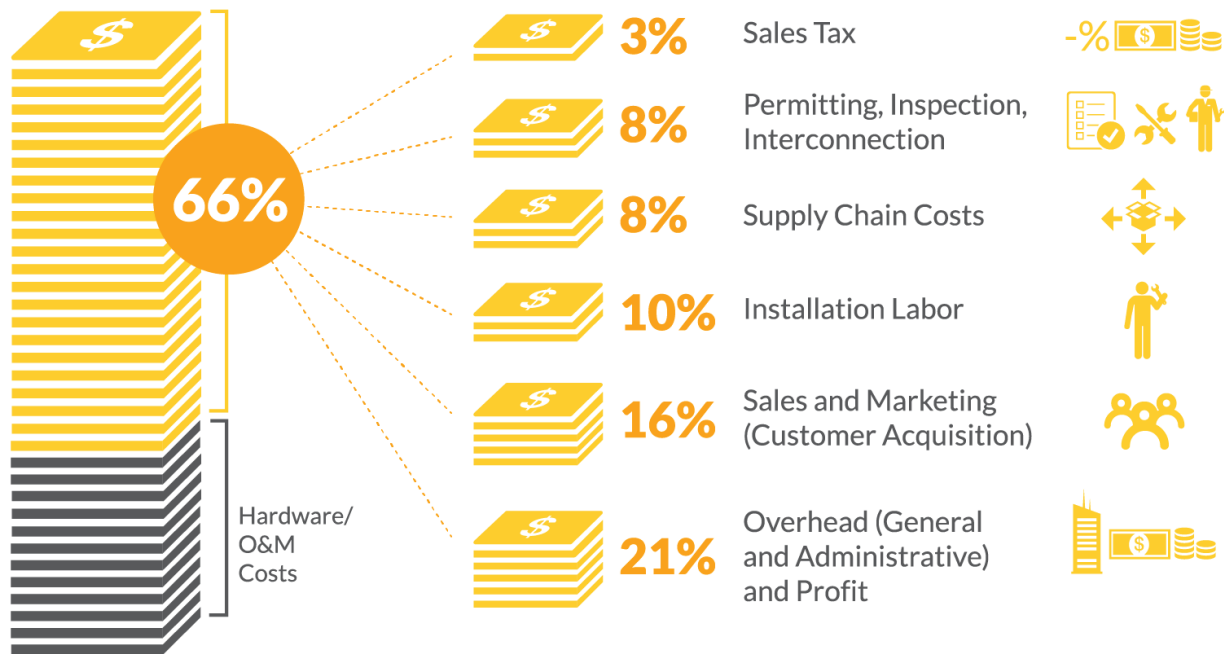 66%
Hardware/
O&M
Costs
$
$ 3% Sales Tax -% $
$ 8% Permitting, Inspection,
Interconnection
$ 8% Supply Chain Costs
$ 10% Installation Labor
$ 16% Sales and Marketing
(Customer Acquisition)
$ 21% Overhead (General
and Administrative)
and Profit $